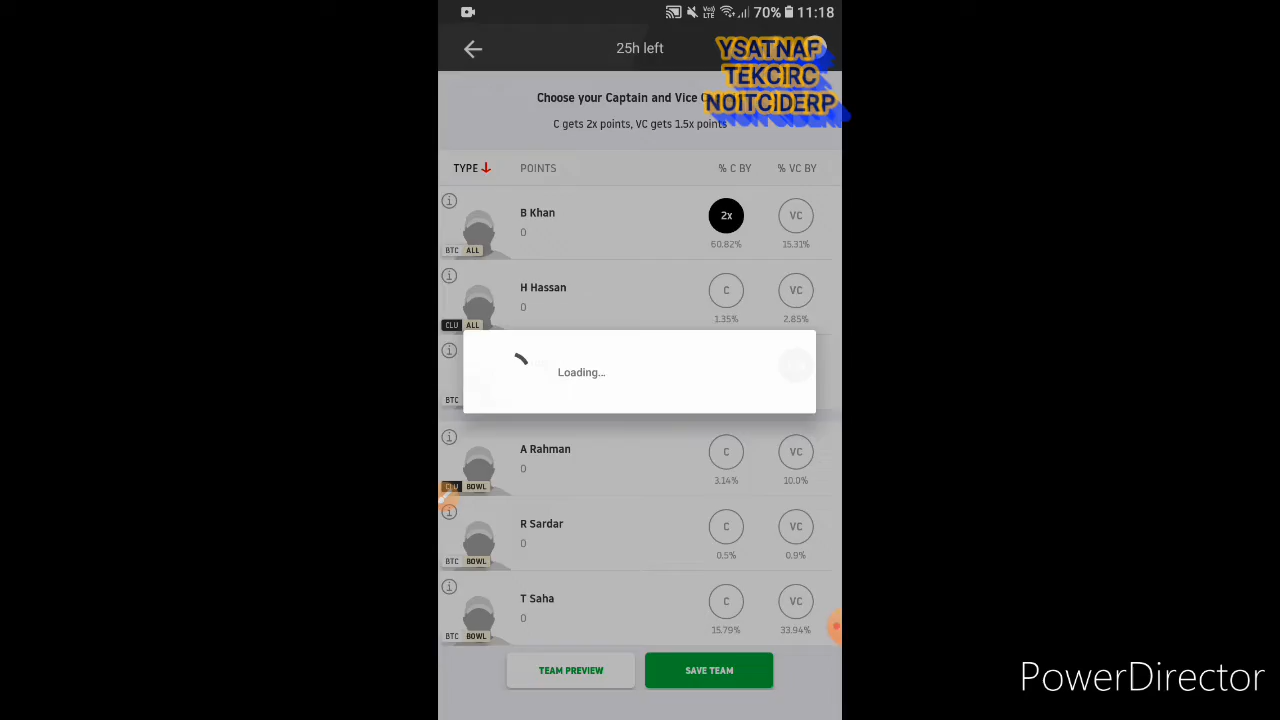 70% 11:18
25h left
YSATNAF
TEKCIRC
NOITCIDERP
Choose your Captain and Vice
C gets 2x points, VC gets 1.5x points
TYPE POINTS % C BY % VC BY
B Khan
2x VC
0
60.82% 15.31%
BTC ALL
H Hassan
C VC
0
1.35% 2.85%
CLU ALL
Loading...
BTC
A Rahman
C VC
0
3.14% 10.0%
CLU BOWL
R Sardar
C VC
0
0.5% 0.9%
BTC BOWL
T Saha
C VC
0
15.79% 33.94%
BTC BOWL
TEAM PREVIEW SAVE TEAM
PowerDirector